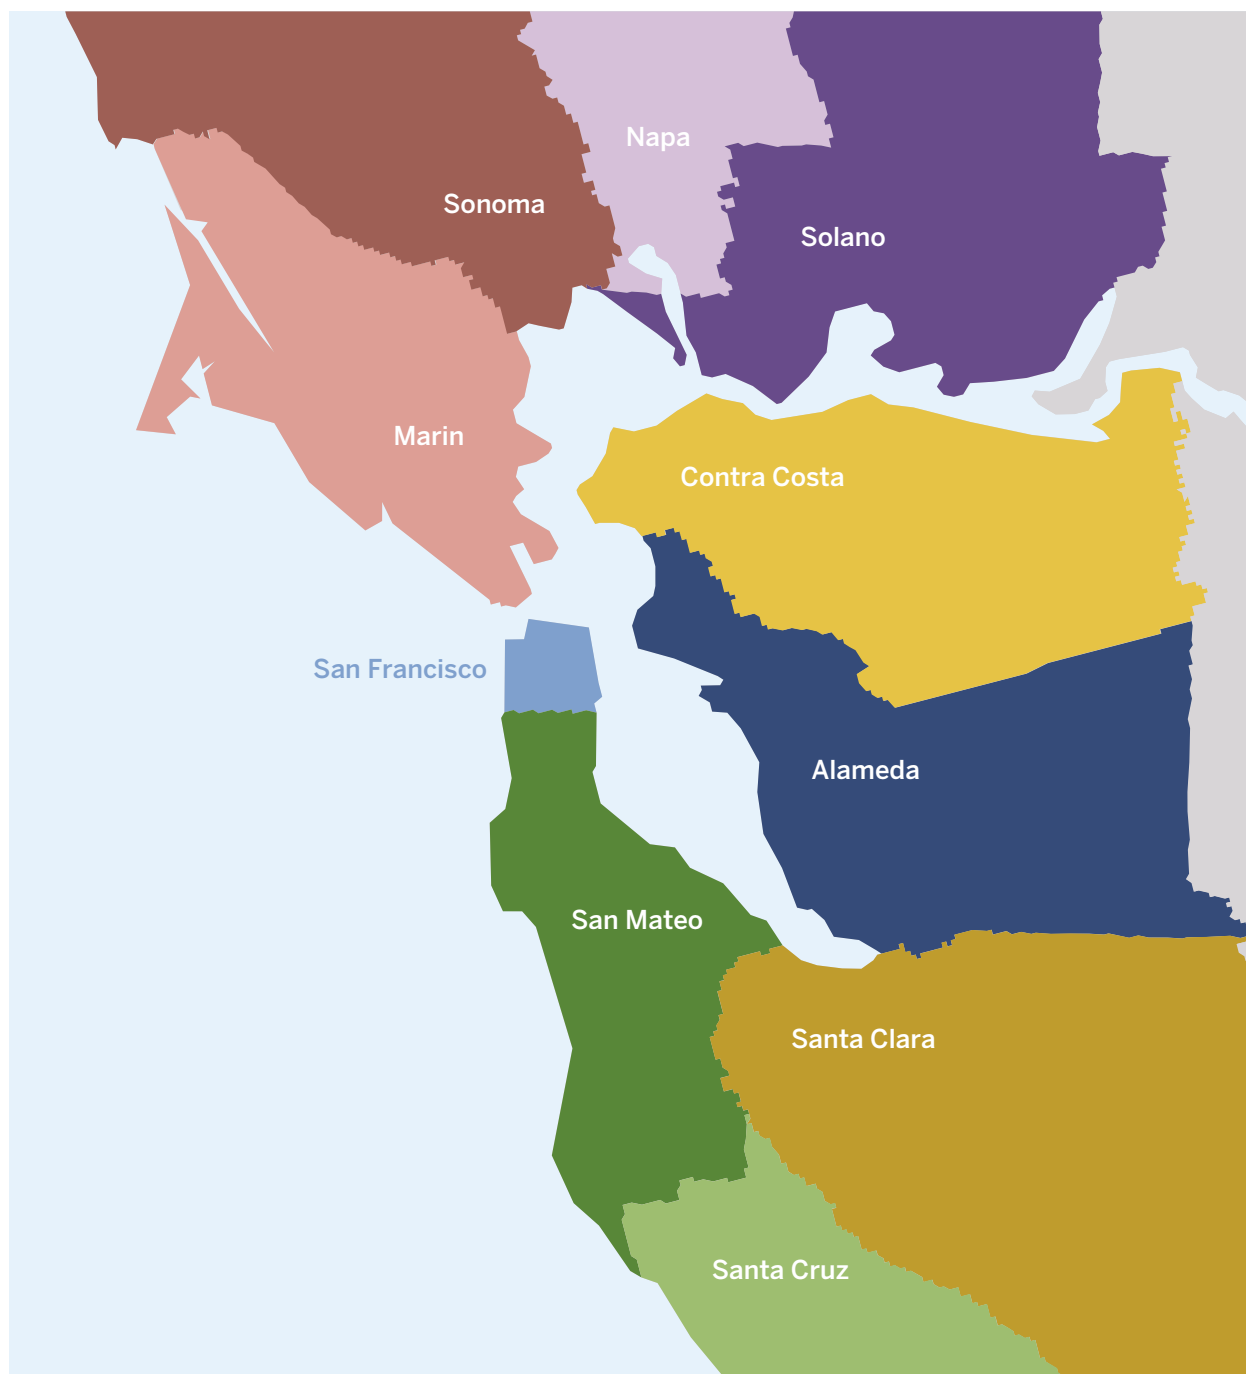 Napa
Sonoma
Solano
Marin
Contra Costa
San Francisco
Alameda
San Mateo
Santa Clara
Santa Cruz